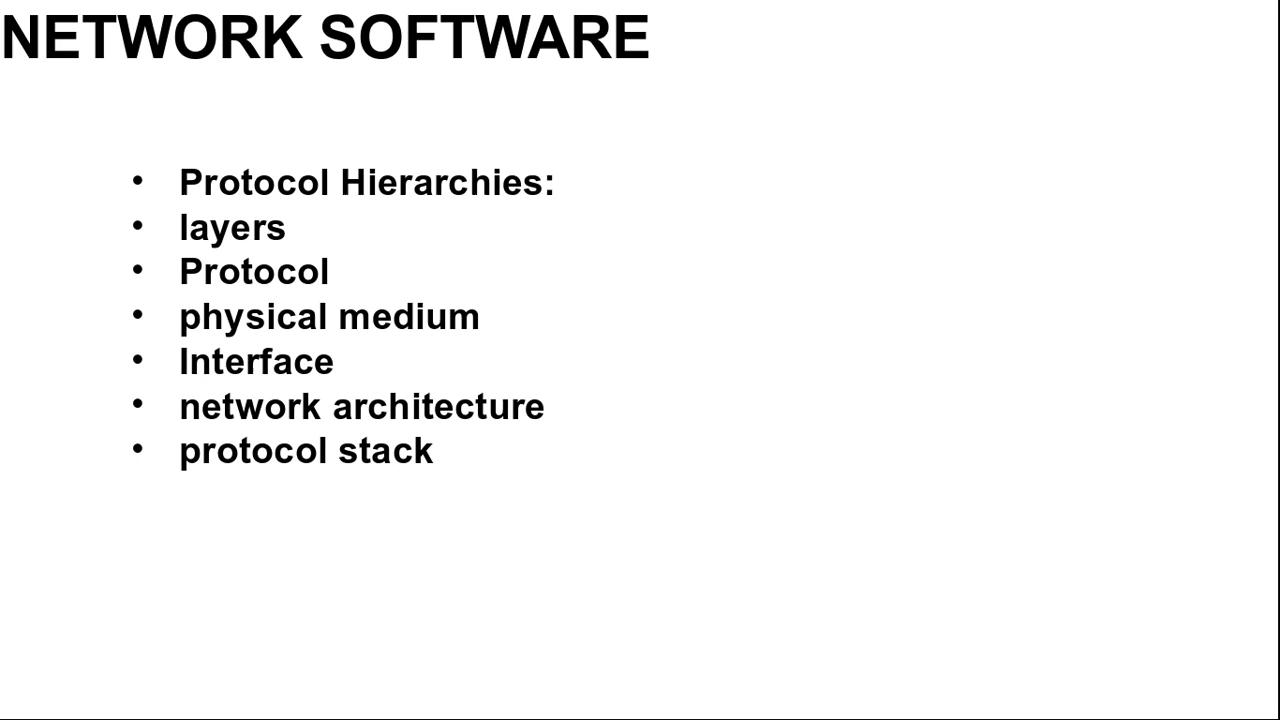 NETWORK SOFTWARE
• Protocol Hierarchies:
• layers
• Protocol
• physical medium
• Interface
• network architecture
• protocol stack